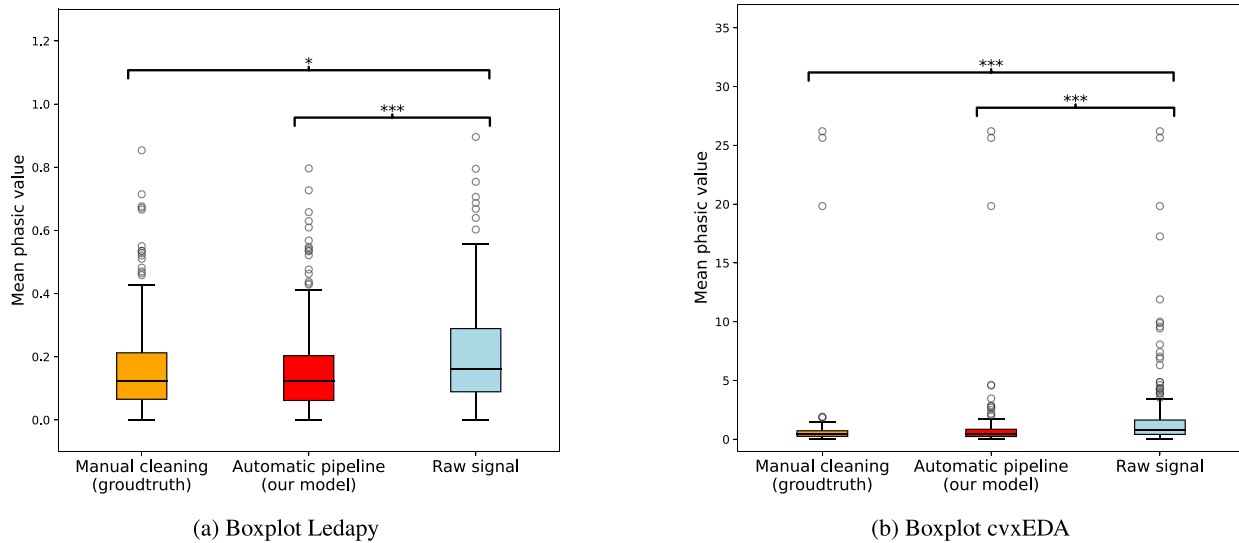 1.2
1.0
0.8
0.6
0.4
0.2
0.0
Mean phasic value
*
***
Manual cleaning
(groudtruth)
Automatic pipeline
(our model)
Raw signal
(a) Boxplot Ledapy
35
30
25
20
15
10
5
0
Mean phasic value
***
***
Manual cleaning
(groudtruth)
Automatic pipeline
(our model)
Raw signal
(b) Boxplot cvxEDA